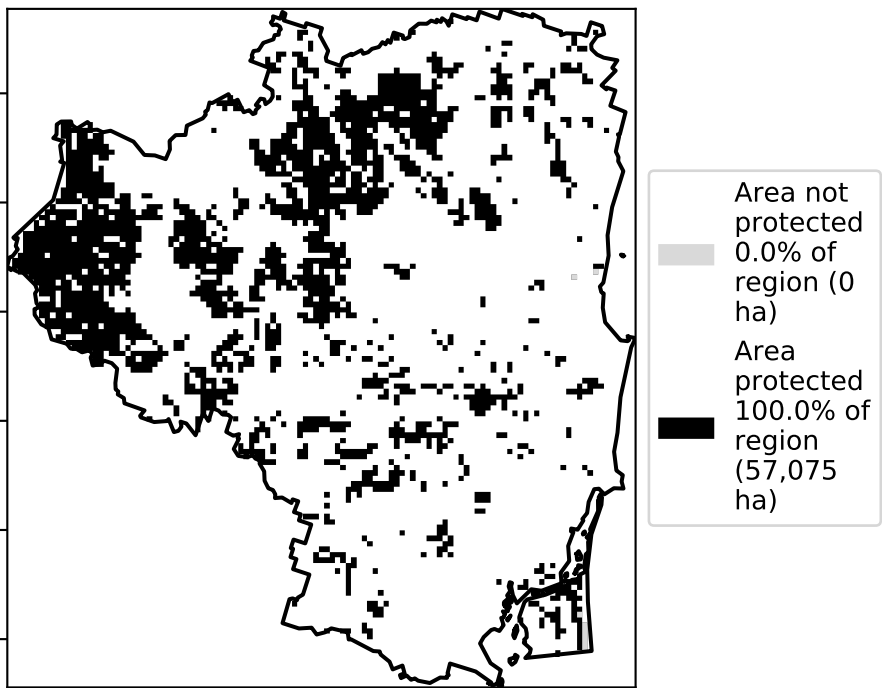 Area not
protected
0.0% of
region (0
ha)
Area
protected
100.0% of
region
(57,075
ha)